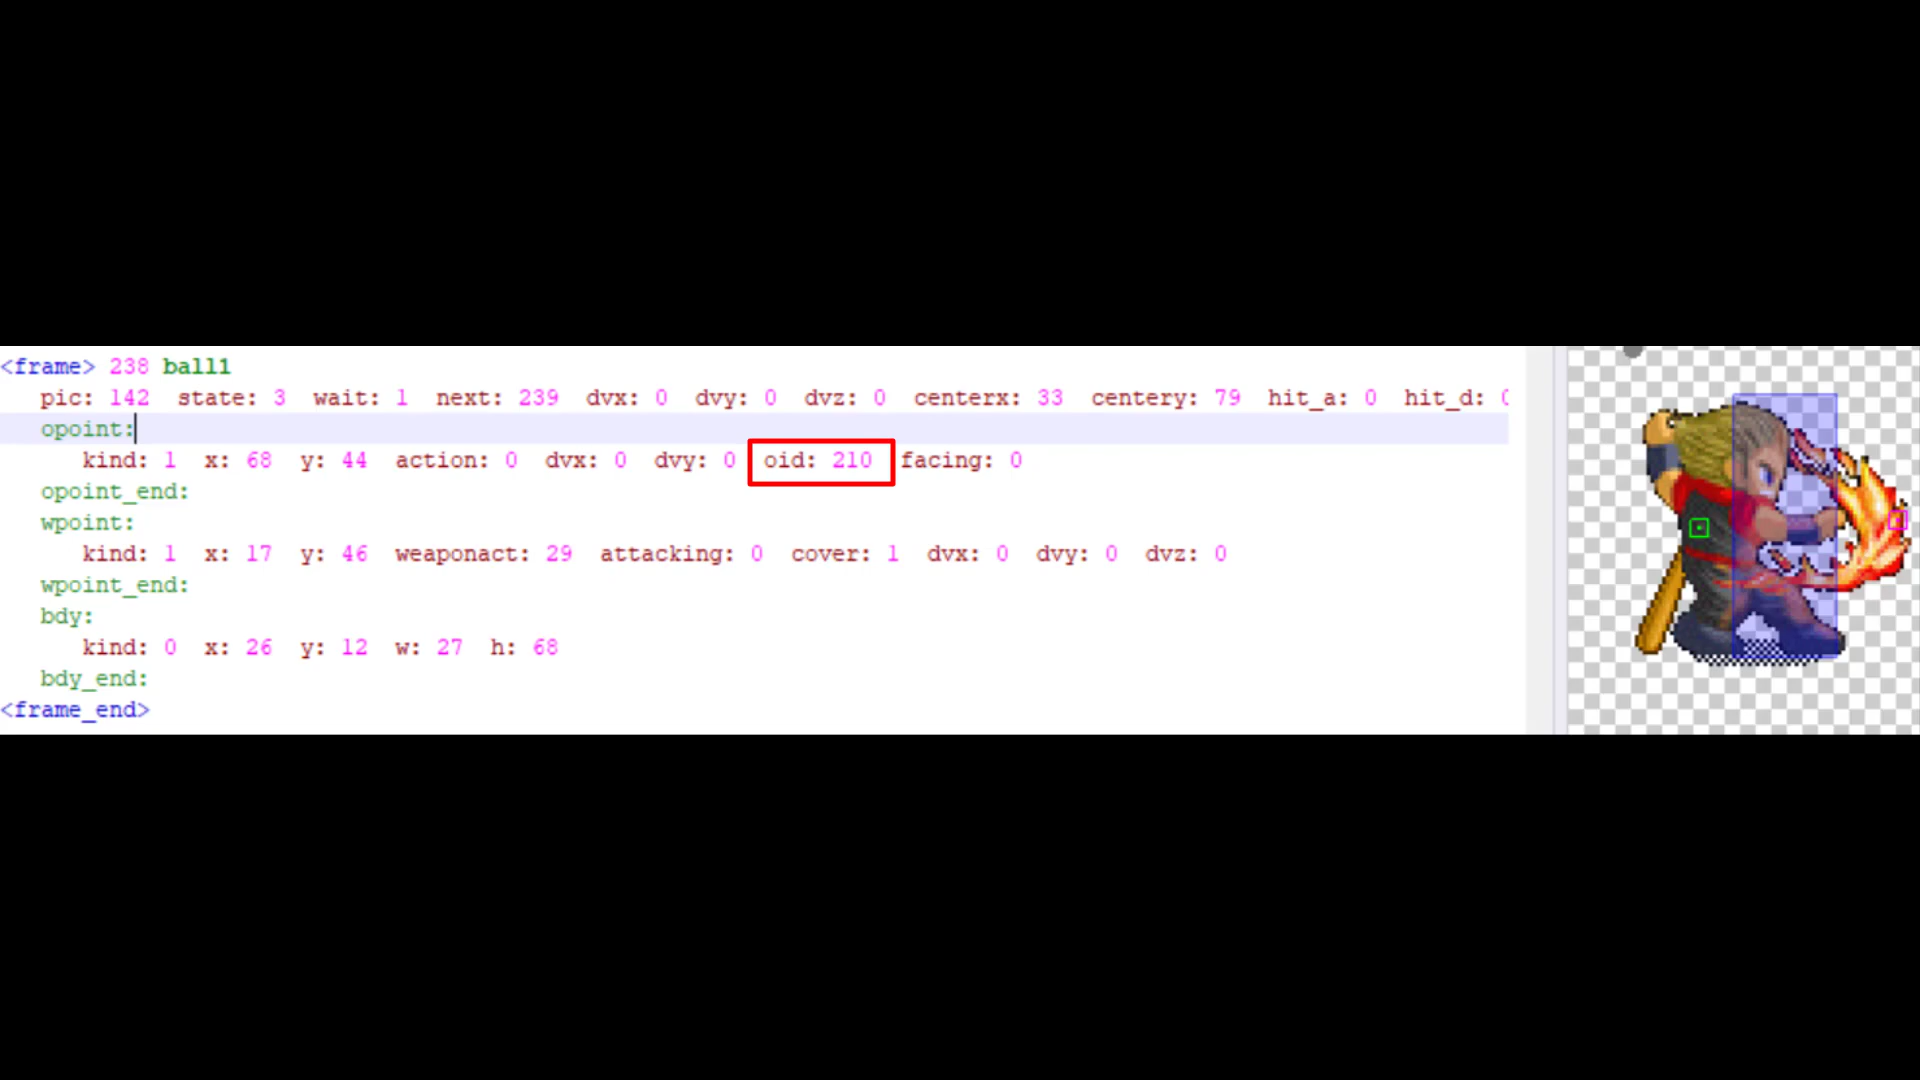 <frame> 238 ball1
pic: 142 state: 3 wait: 1 next: 239 dvx: 0 dvy: 0 dvz: 0 centerx: 33 centery: 79 hit_a: 0 hit_d: 0
opoint:
kind: 1 x: 68 y: 44 action: 0 dvx: 0 dvy: 0 oid: 210 facing: 0
opoint_end:
wpoint:
kind: 1 x: 17 y: 46 weaponact: 29 attacking: 0 cover: 1 dvx: 0 dvy: 0 dvz: 0
wpoint_end:
bdy:
kind: 0 x: 26 y: 12 w: 27 h: 68
bdy_end:
<frame_end>